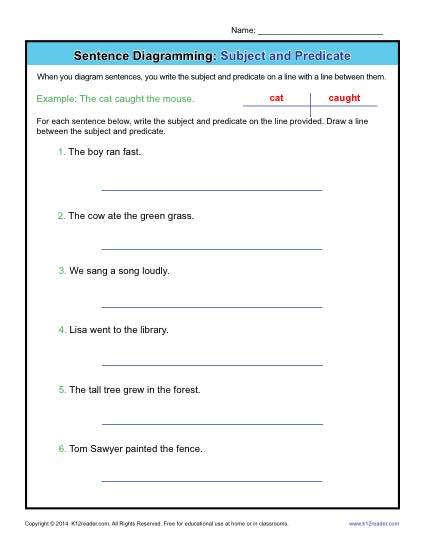 Name: ____________________
Sentence Diagramming: Subject and Predicate
When you diagram sentences, you write the subject and predicate on a line with a line between them.
Example: The cat caught the mouse. cat caught
For each sentence below, write the subject and predicate on the line provided. Draw a line
between the subject and predicate.
1. The boy ran fast.
2. The cow ate the green grass.
3. We sang a song loudly.
4. Lisa went to the library.
5. The tall tree grew in the forest.
6. Tom Sawyer painted the fence.
Copyright © 2014 K12reader.com. All Rights Reserved. Free for educational use at home or in classrooms. www.k12reader.com